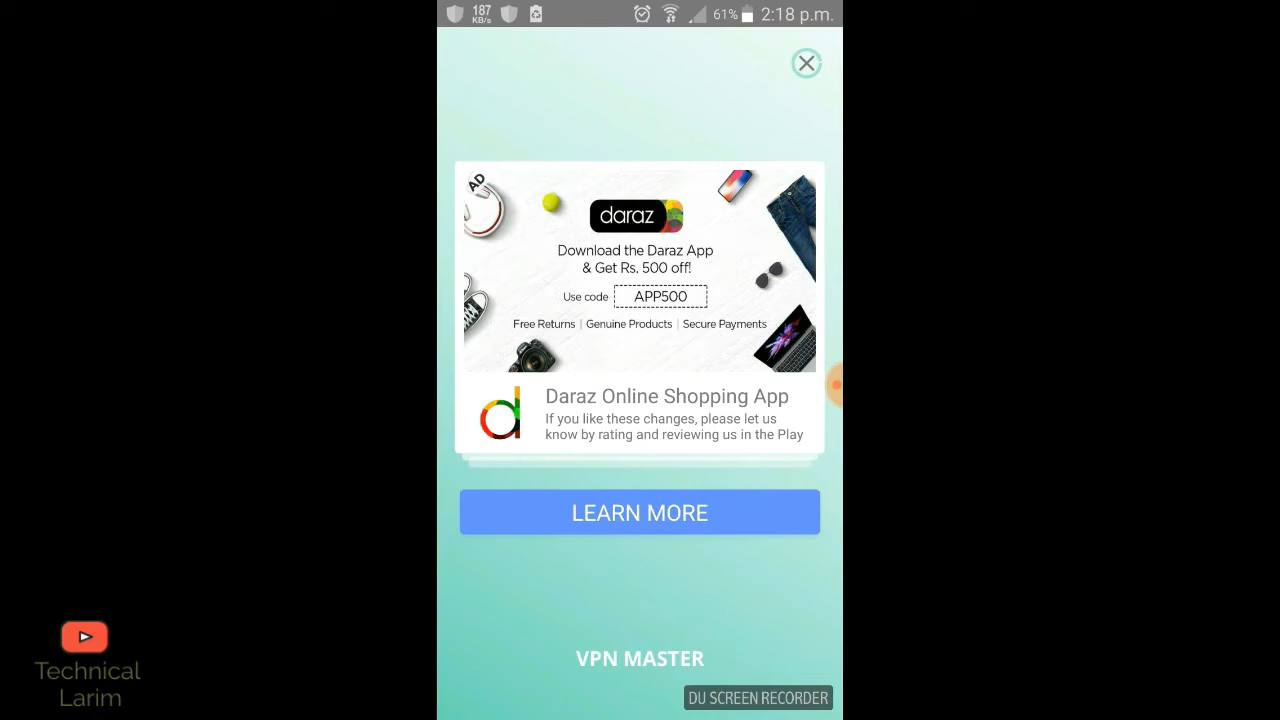 187
KB/s
61%
2:18 p.m.
AD
daraz
Download the Daraz App
& Get Rs. 500 off!
Use code APP500
Free Returns | Genuine Products | Secure Payments
Daraz Online Shopping App
If you like these changes, please let us
know by rating and reviewing us in the Play
LEARN MORE
VPN MASTER
DU SCREEN RECORDER
Technical
Larim